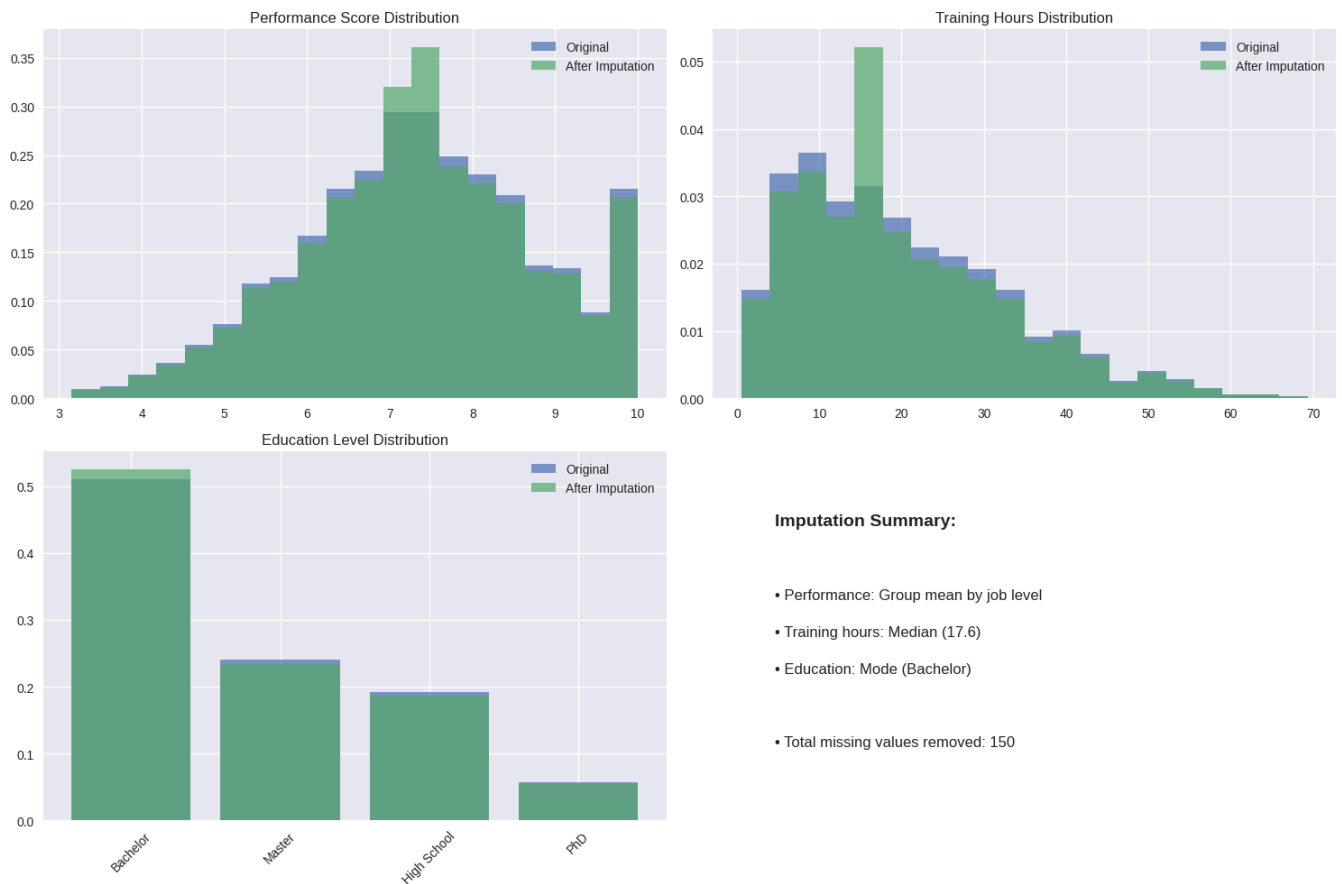 Performance Score Distribution
Original
After Imputation
0.35
0.30
0.25
0.20
0.15
0.10
0.05
0.00
3 4 5 6 7 8 9 10
Training Hours Distribution
Original
After Imputation
0.05
0.04
0.03
0.02
0.01
0.00
0 10 20 30 40 50 60 70
Education Level Distribution
Original
After Imputation
0.5
0.4
0.3
0.2
0.1
0.0
Bachelor
Master
High School
PhD
Imputation Summary:
• Performance: Group mean by job level
• Training hours: Median (17.6)
• Education: Mode (Bachelor)
• Total missing values removed: 150